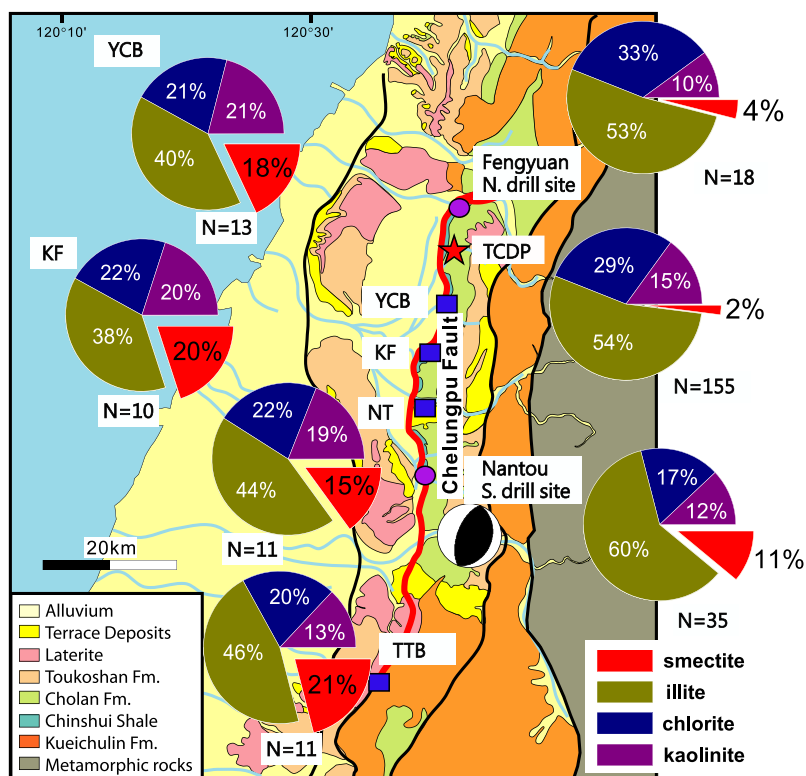 120°10'
120°30'
YCB
21%
21%
40%
18%
N=13
33%
10%
4%
53%
N=18
Fengyuan
N. drill site
TCDP
KF
22%
20%
38%
20%
N=10
29%
15%
2%
54%
N=155
YCB
KF
NT
Chelungpu Fault
22%
19%
44%
15%
N=11
Nantou
S. drill site
17%
12%
60%
11%
N=35
20km
20%
13%
46%
21%
N=11
TTB
Alluvium
Terrace Deposits
Laterite
Toukoshan Fm.
Cholan Fm.
Chinshui Shale
Kueichulin Fm.
Metamorphic rocks
smectite
illite
chlorite
kaolinite